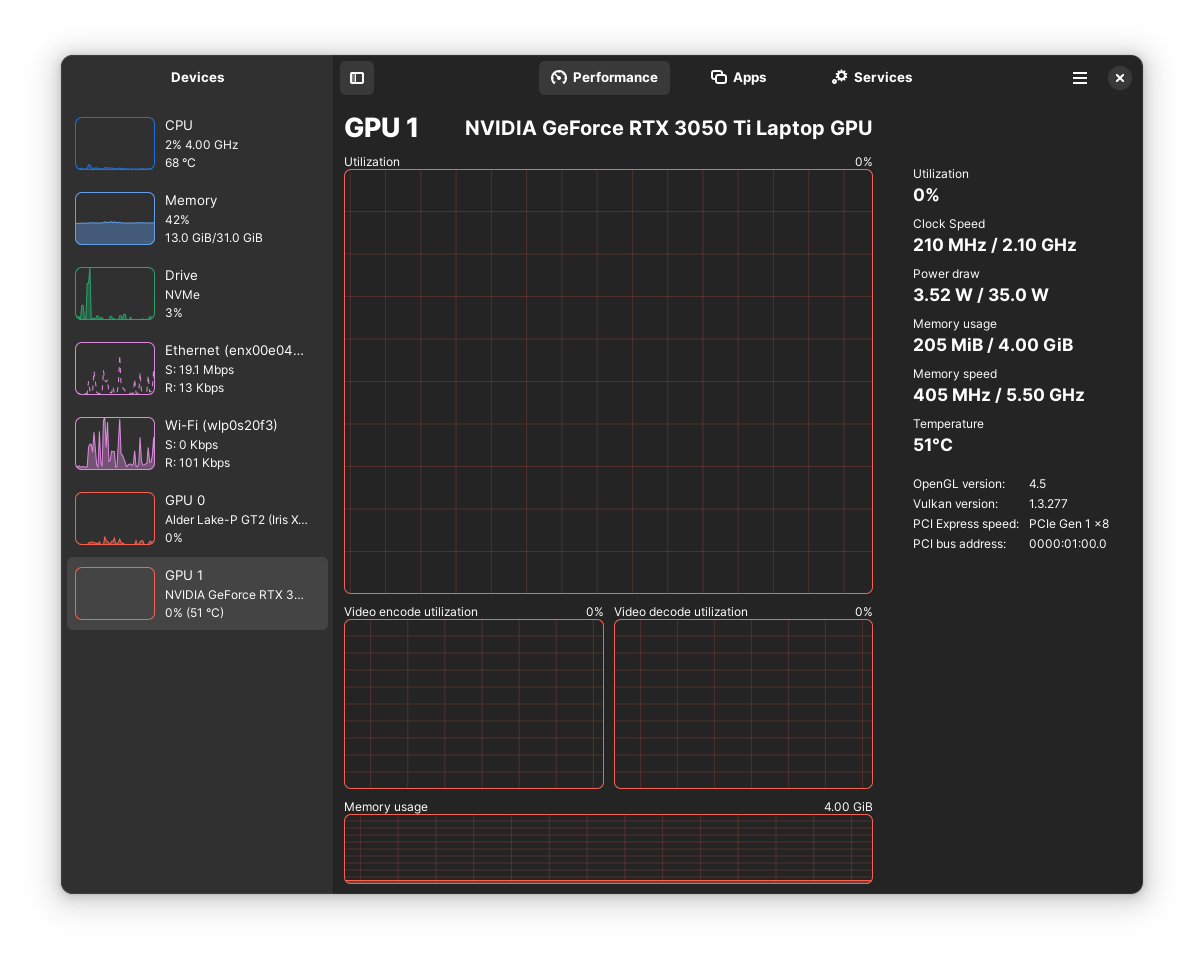 Devices
Performance
Apps
Services
CPU
2% 4.00 GHz
68 °C
Memory
42%
13.0 GiB/31.0 GiB
Drive
NVMe
3%
Ethernet (enx00e04...
S: 19.1 Mbps
R: 13 Kbps
Wi-Fi (wlp0s20f3)
S: 0 Kbps
R: 101 Kbps
GPU 0
Alder Lake-P GT2 (Iris X...
0%
GPU 1
NVIDIA GeForce RTX 3...
0% (51 °C)
GPU 1 NVIDIA GeForce RTX 3050 Ti Laptop GPU
Utilization 0%
Video encode utilization 0%
Video decode utilization 0%
Memory usage 4.00 GiB
Utilization
0%
Clock Speed
210 MHz / 2.10 GHz
Power draw
3.52 W / 35.0 W
Memory usage
205 MiB / 4.00 GiB
Memory speed
405 MHz / 5.50 GHz
Temperature
51°C
OpenGL version: 4.5
Vulkan version: 1.3.277
PCI Express speed: PCIe Gen 1 ×8
PCI bus address: 0000:01:00.0